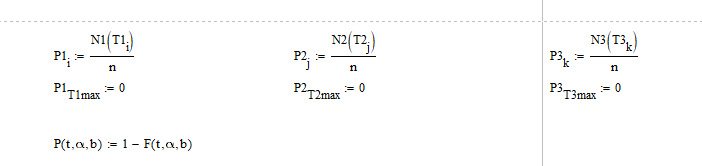 P1_i := N1(T1_i)/n P2_j := N2(T2_j)/n P3_k := N3(T3_k)/n
P1_T1max := 0 P2_T2max := 0 P3_T3max := 0
P(t,α,b) := 1 − F(t,α,b)